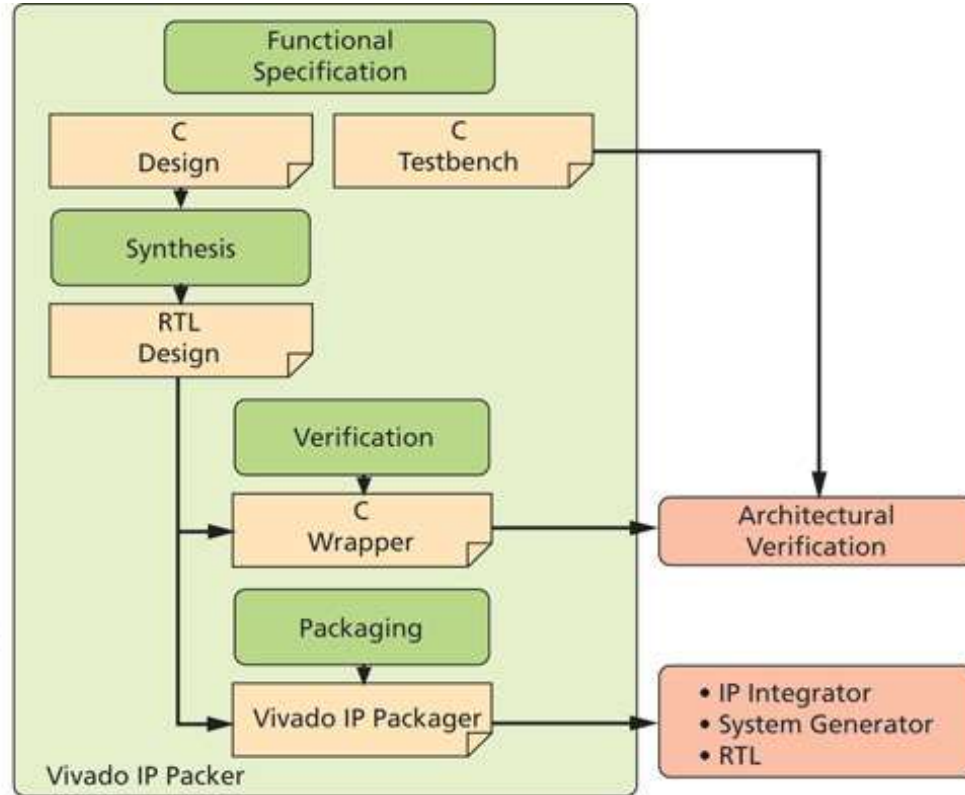 Functional
Specification
C
Design
C
Testbench
Synthesis
RTL
Design
Verification
C
Wrapper
Architectural
Verification
Packaging
Vivado IP Packager
• IP Integrator
• System Generator
• RTL
Vivado IP Packer